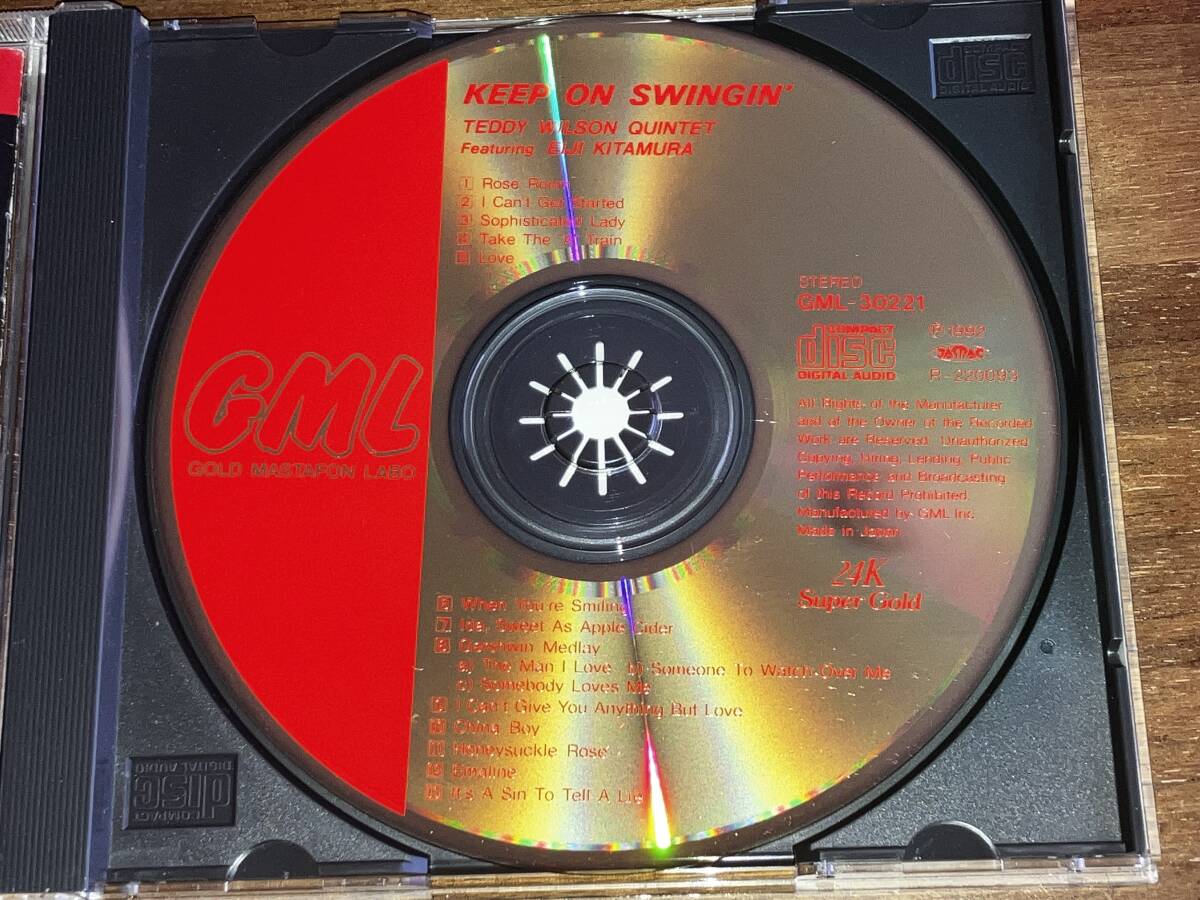 KEEP ON SWINGIN'
TEDDY WILSON QUINTET
Featuring EIJI KITAMURA
1 Rose Room
2 I Can't Get Started
3 Sophisticated Lady
4 Take The 'A' Train
5 Love
STEREO
GML-30221
COMPACT
disc
DIGITAL AUDIO
℗1992
JASRAC
R-220093
All Rights of the Manufacturer
and of the Owner of the Recorded
Work are Reserved. Unauthorized
Copying, Hiring, Lending, Public
Performance and Broadcasting
of this Record Prohibited.
Manufactured by GML Inc.
Made in Japan
24K
Super Gold
GML
GOLD MASTAPON LABO
6 When You're Smiling
7 Ida, Sweet As Apple Cider
8 Gershwin Medlay
a) The Man I Love b) Someone To Watch Over Me
c) Somebody Loves Me
9 I Can't Give You Anything But Love
10 China Boy
11 Honeysuckle Rose
12 Emaline
13 It's A Sin To Tell A Lie
COMPACT
disc
DIGITAL AUDIO
COMPACT
disc
DIGITAL AUDIO